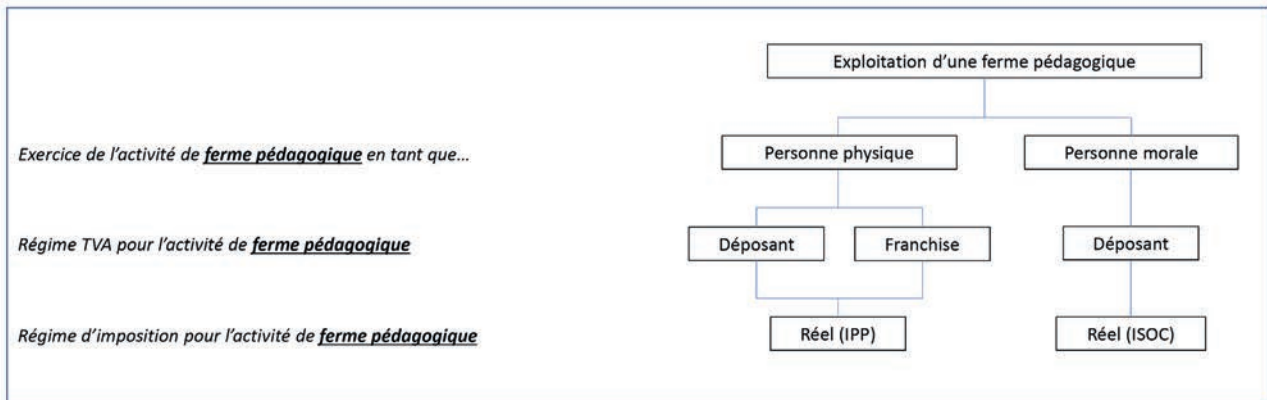 Exploitation d’une ferme pédagogique
Exercice de l’activité de ferme pédagogique en tant que…
Personne physique
Personne morale
Régime TVA pour l’activité de ferme pédagogique
Déposant
Franchise
Déposant
Régime d’imposition pour l’activité de ferme pédagogique
Réel (IPP)
Réel (ISOC)